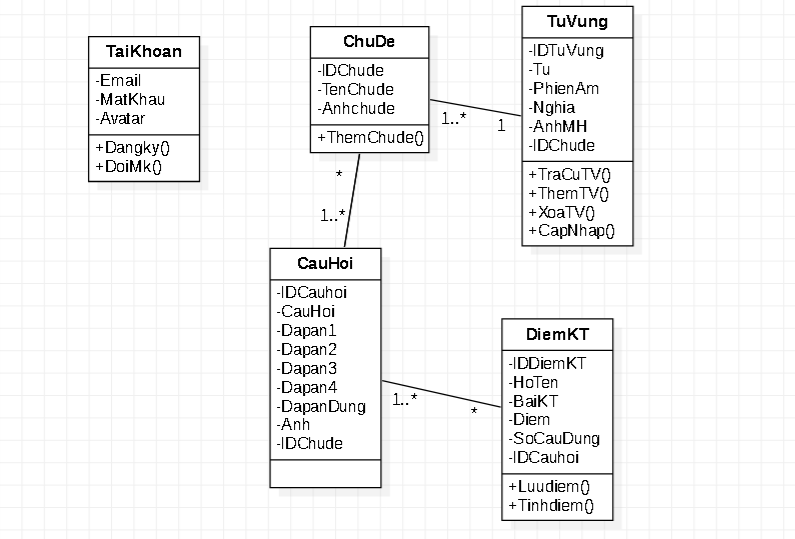 TaiKhoan
-Email
-MatKhau
-Avatar
+Dangky()
+DoiMk()
ChuDe
-IDChude
-TenChude
-Anhchude
+ThemChude()
1..*
1
TuVung
-IDTuVung
-Tu
-PhienAm
-Nghia
-AnhMH
-IDChude
+TraCuTV()
+ThemTV()
+XoaTV()
+CapNhap()
*
1..*
CauHoi
-IDCauhoi
-CauHoi
-Dapan1
-Dapan2
-Dapan3
-Dapan4
-DapanDung
-Anh
-IDChude
1..*
*
DiemKT
-IDDiemKT
-HoTen
-BaiKT
-Diem
-SoCauDung
-IDCauhoi
+Luudiem()
+Tinhdiem()